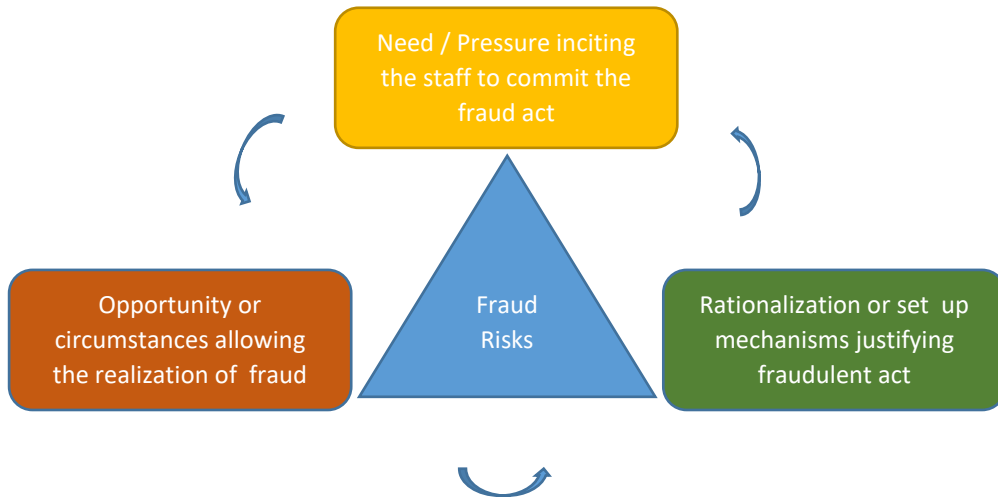 Need / Pressure inciting
the staff to commit the
fraud act
Opportunity or
circumstances allowing
the realization of fraud
Fraud
Risks
Rationalization or set up
mechanisms justifying
fraudulent act